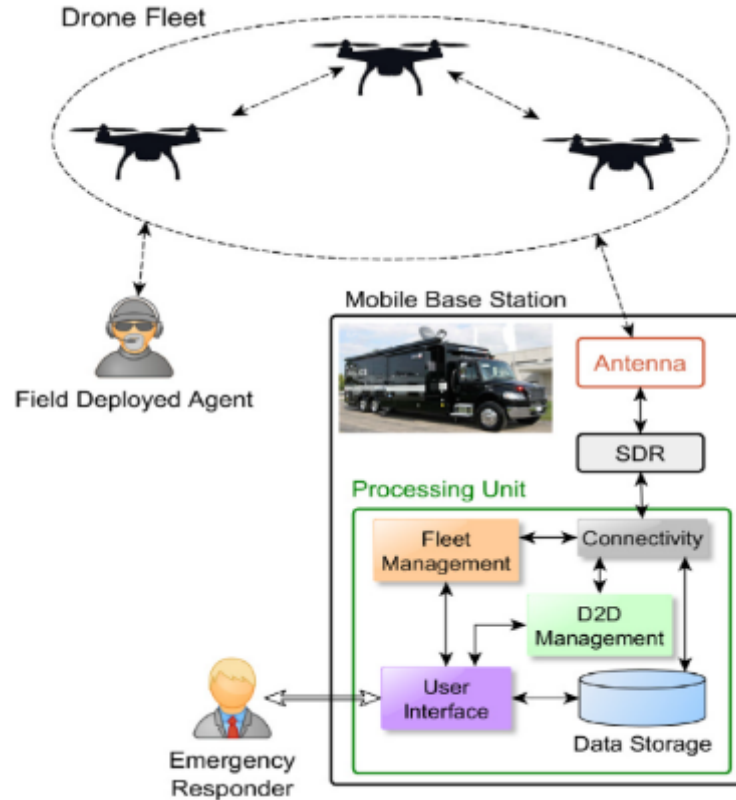 Drone Fleet
Mobile Base Station
Antenna
Field Deployed Agent
SDR
Processing Unit
Fleet
Management
Connectivity
D2D
Management
User
Interface
Data Storage
Emergency
Responder